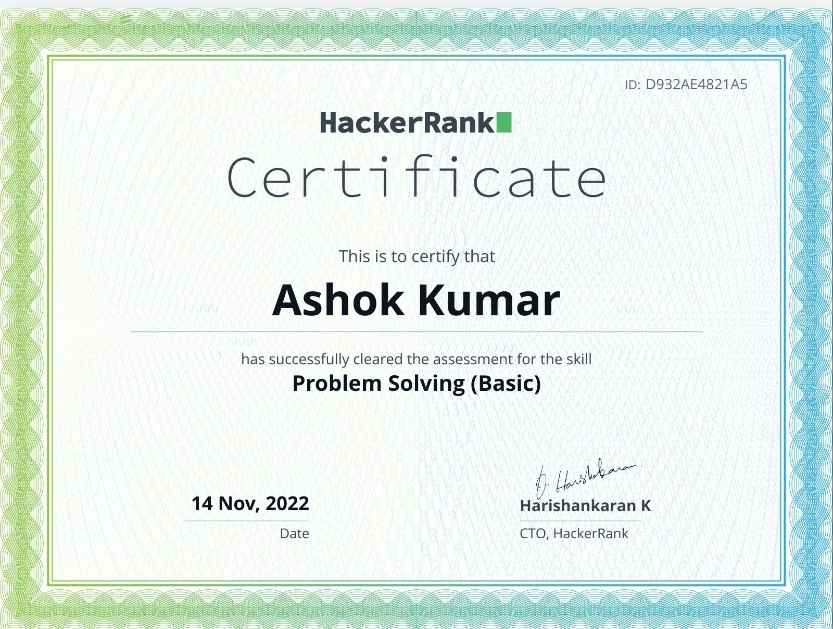 ID: D932AE4821A5
HackerRank
Certificate
This is to certify that
Ashok Kumar
has successfully cleared the assessment for the skill
Problem Solving (Basic)
14 Nov, 2022
Date
D. Harishankaran
Harishankaran K
CTO, HackerRank